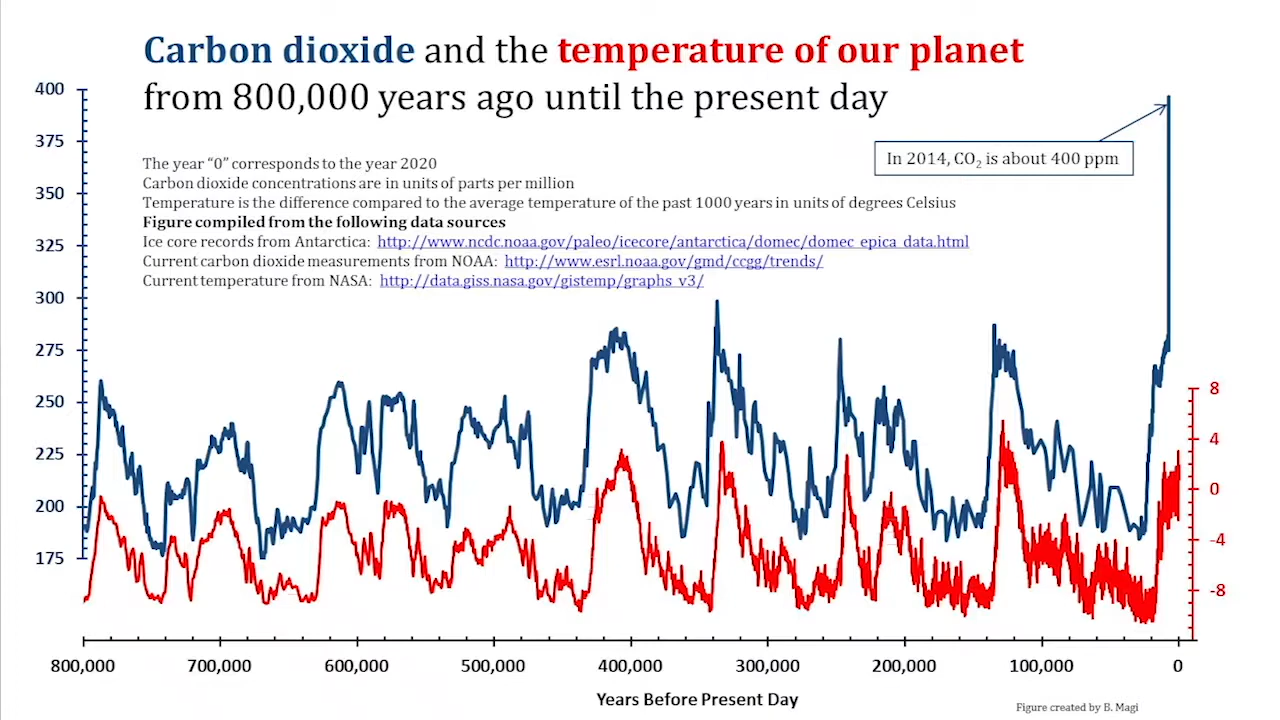 Carbon dioxide and the temperature of our planet
from 800,000 years ago until the present day
400
375
350
325
300
275
250
225
200
175
The year “0” corresponds to the year 2020
Carbon dioxide concentrations are in units of parts per million
Temperature is the difference compared to the average temperature of the past 1000 years in units of degrees Celsius
Figure compiled from the following data sources
Ice core records from Antarctica: http://www.ncdc.noaa.gov/paleo/icecore/antarctica/domec/domec_epica_data.html
Current carbon dioxide measurements from NOAA: http://www.esrl.noaa.gov/gmd/ccgg/trends/
Current temperature from NASA: http://data.giss.nasa.gov/gistemp/graphs_v3/
In 2014, CO₂ is about 400 ppm
8
4
0
-4
-8
800,000 700,000 600,000 500,000 400,000 300,000 200,000 100,000 0
Years Before Present Day
Figure created by B. Magi